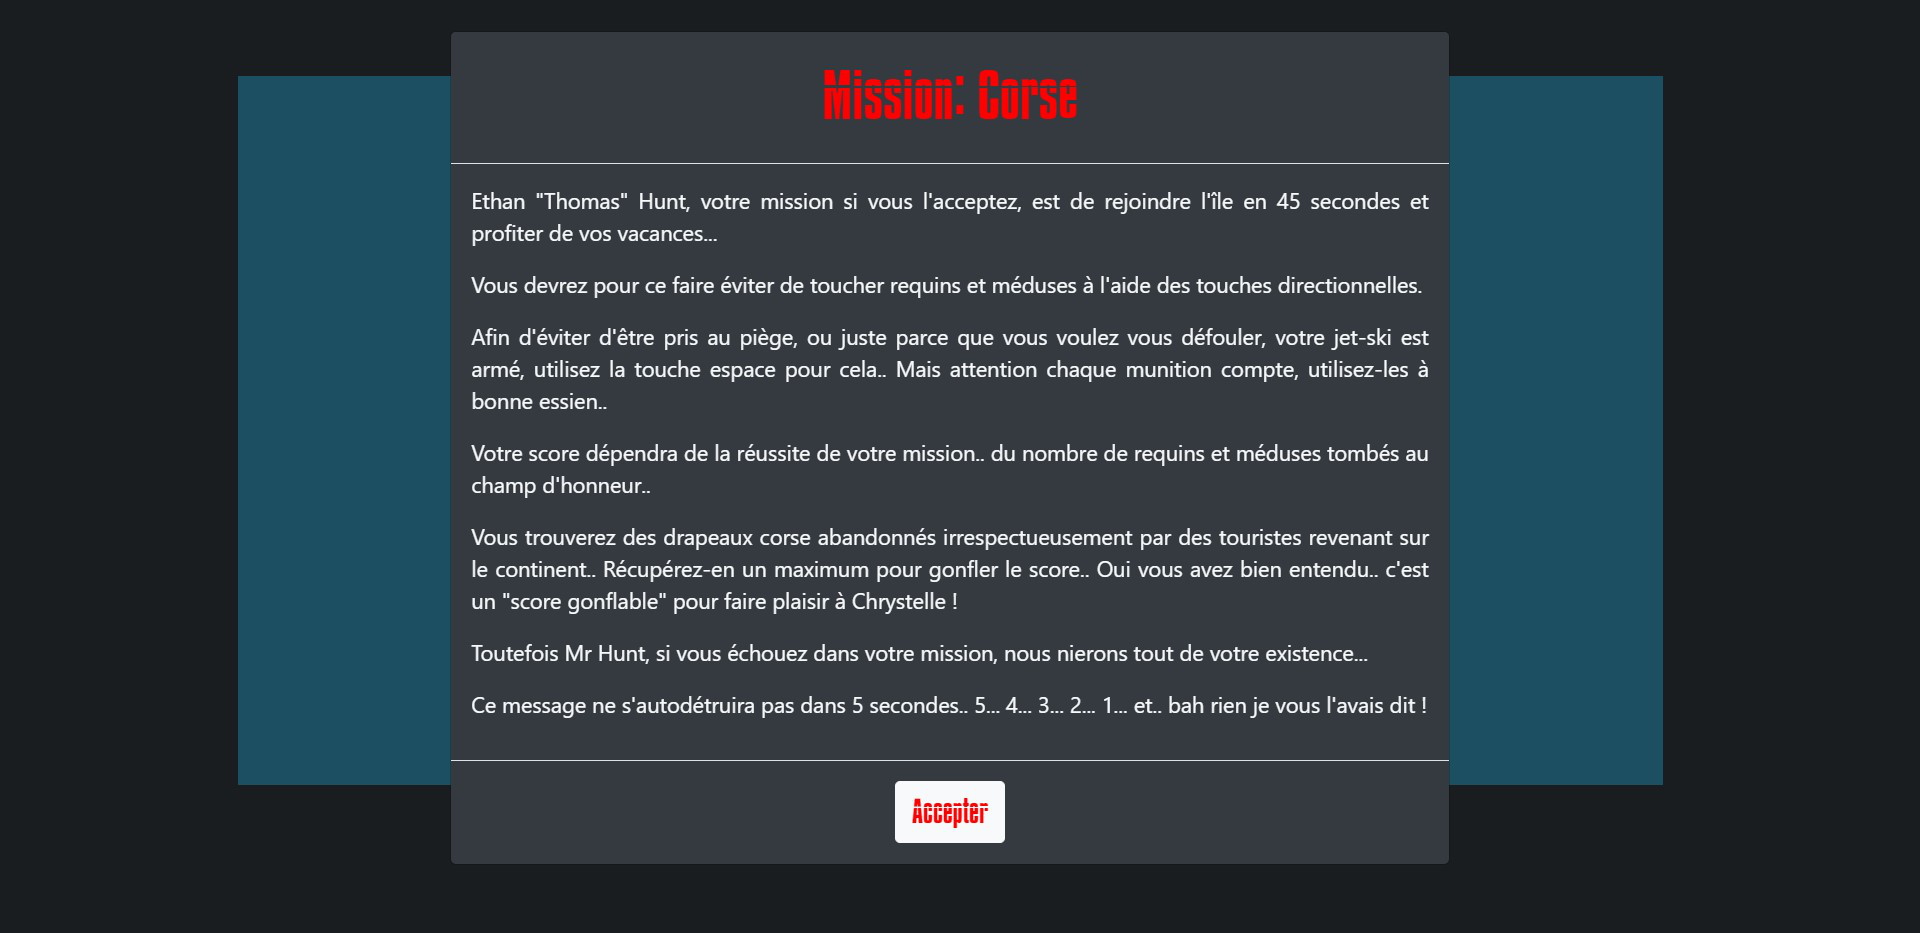 Mission: Corse
Ethan "Thomas" Hunt, votre mission si vous l'acceptez, est de rejoindre l'île en 45 secondes et
profiter de vos vacances...
Vous devrez pour ce faire éviter de toucher requins et méduses à l'aide des touches directionnelles.
Afin d'éviter d'être pris au piège, ou juste parce que vous voulez vous défouler, votre jet-ski est
armé, utilisez la touche espace pour cela.. Mais attention chaque munition compte, utilisez-les à
bonne essien..
Votre score dépendra de la réussite de votre mission.. du nombre de requins et méduses tombés au
champ d'honneur..
Vous trouverez des drapeaux corse abandonnés irrespectueusement par des touristes revenant sur
le continent.. Récupérez-en un maximum pour gonfler le score.. Oui vous avez bien entendu.. c'est
un "score gonflable" pour faire plaisir à Chrystelle !
Toutefois Mr Hunt, si vous échouez dans votre mission, nous nierons tout de votre existence...
Ce message ne s'autodétruira pas dans 5 secondes.. 5... 4... 3... 2... 1... et.. bah rien je vous l'avais dit !
Accepter